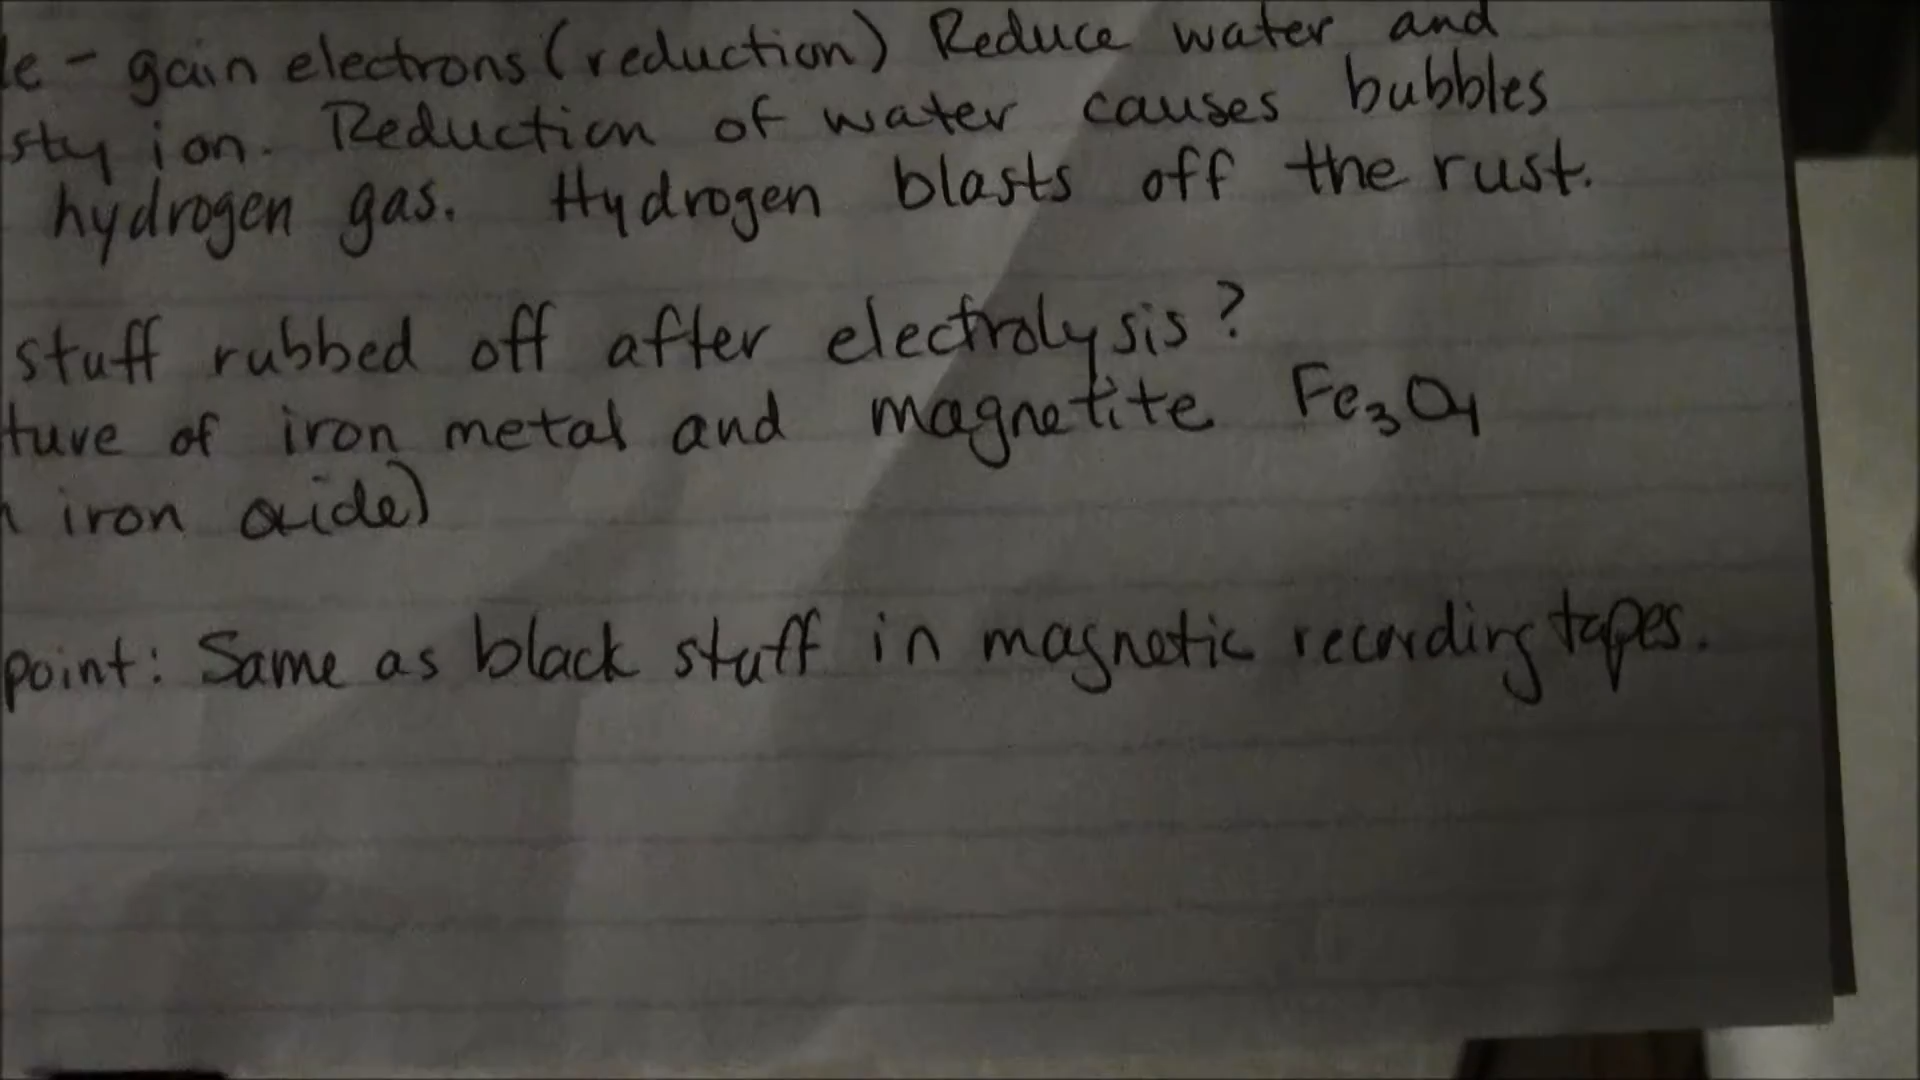 le - gain electrons (reduction) Reduce water and
sty ion. Reduction of water causes bubbles
hydrogen gas. Hydrogen blasts off the rust.
stuff rubbed off after electrolysis?
ture of iron metal and magnetite Fe₃O₄
iron oxide)
point: Same as black stuff in magnetic recording tapes.